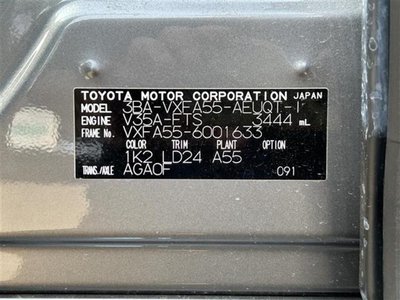 TOYOTA MOTOR CORPORATION JAPAN
MODEL 3BA-VXFA55-AEUQT-I
ENGINE V35A-FTS 3444 mL
FRAME No. VXFA55-6001633
COLOR TRIM PLANT OPTION
1K2 LD24 A55
TRANS./AXLE AGA0F 091